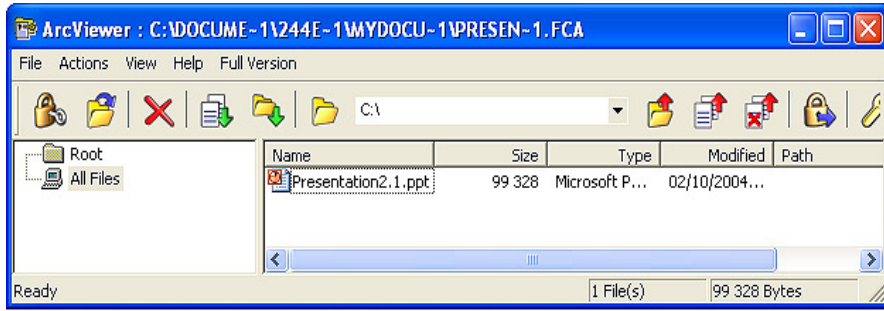 ArcViewer : C:\DOCUME~1\244E~1\MYDOCU~1\PRESEN~1.FCA
File Actions View Help Full Version
C:\
Root
All Files
Name Size Type Modified Path
Presentation2.1.ppt 99 328 Microsoft P... 02/10/2004...
Ready 1 File(s) 99 328 Bytes